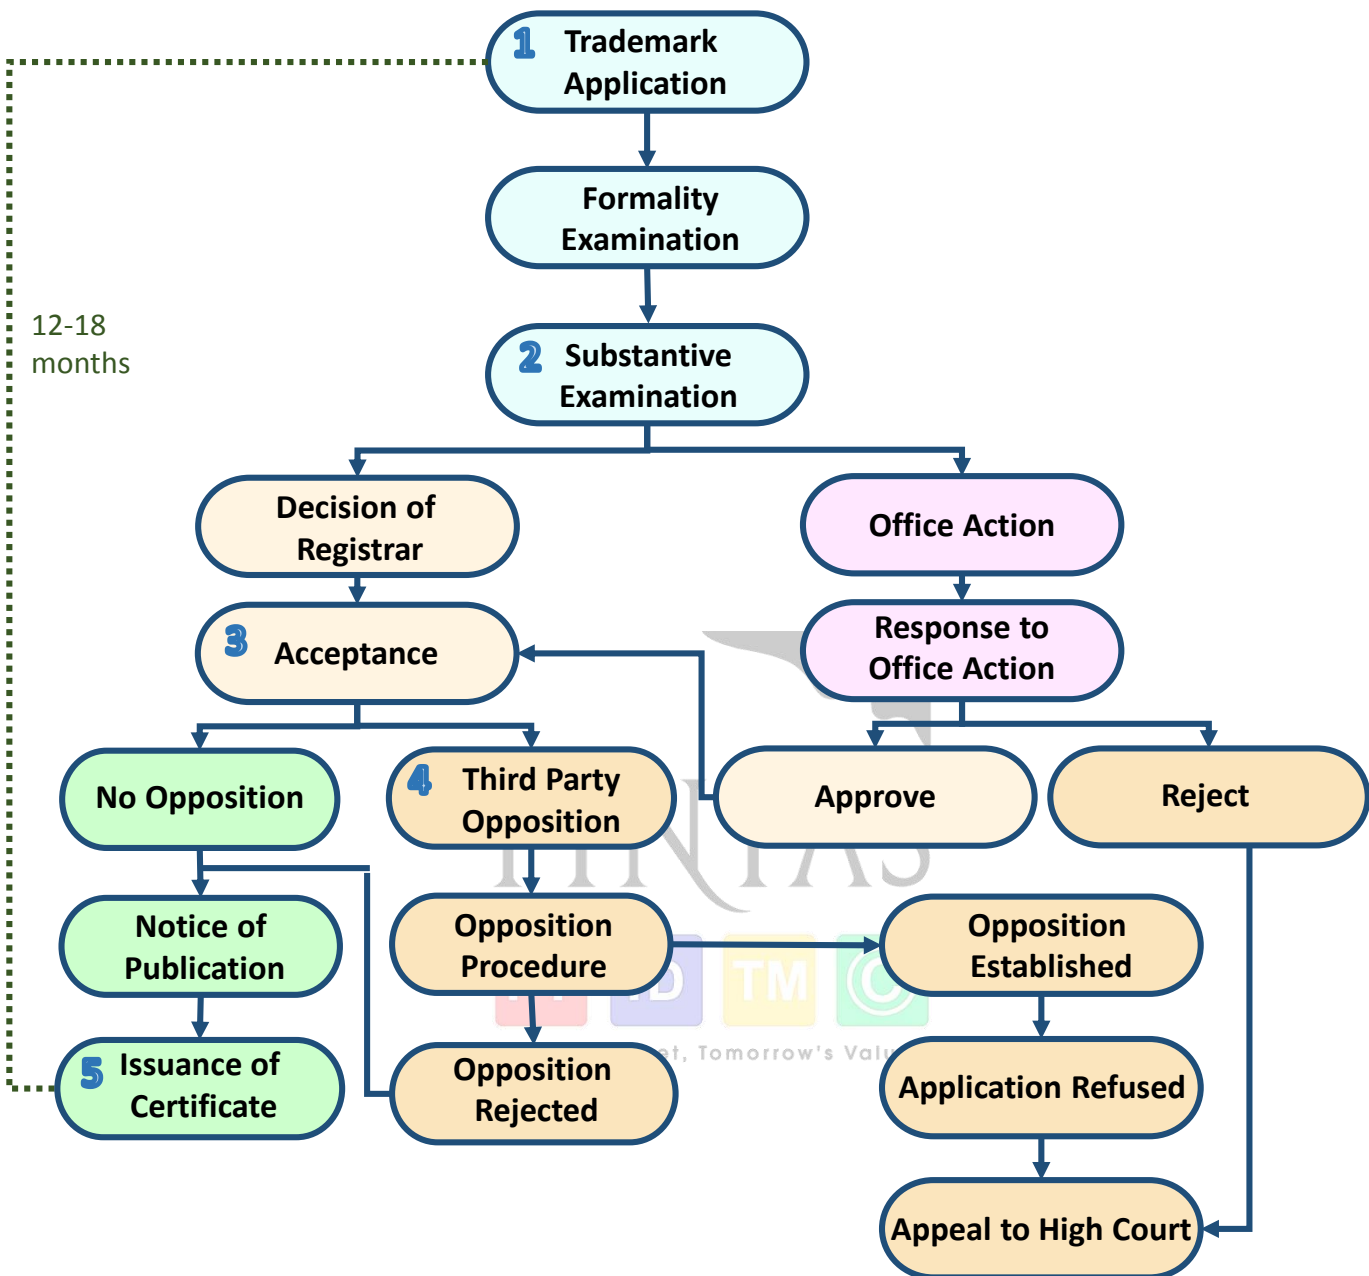 1 Trademark
Application
Formality
Examination
12-18
months
2 Substantive
Examination
Decision of
Registrar
Office Action
3 Acceptance
Response to
Office Action
No Opposition
4 Third Party
Opposition
Approve
Reject
Notice of
Publication
Opposition
Procedure
Opposition
Established
TM
©
Tomorrow's
5 Issuance of
Certificate
Opposition
Rejected
Application Refused
Appeal to High Court